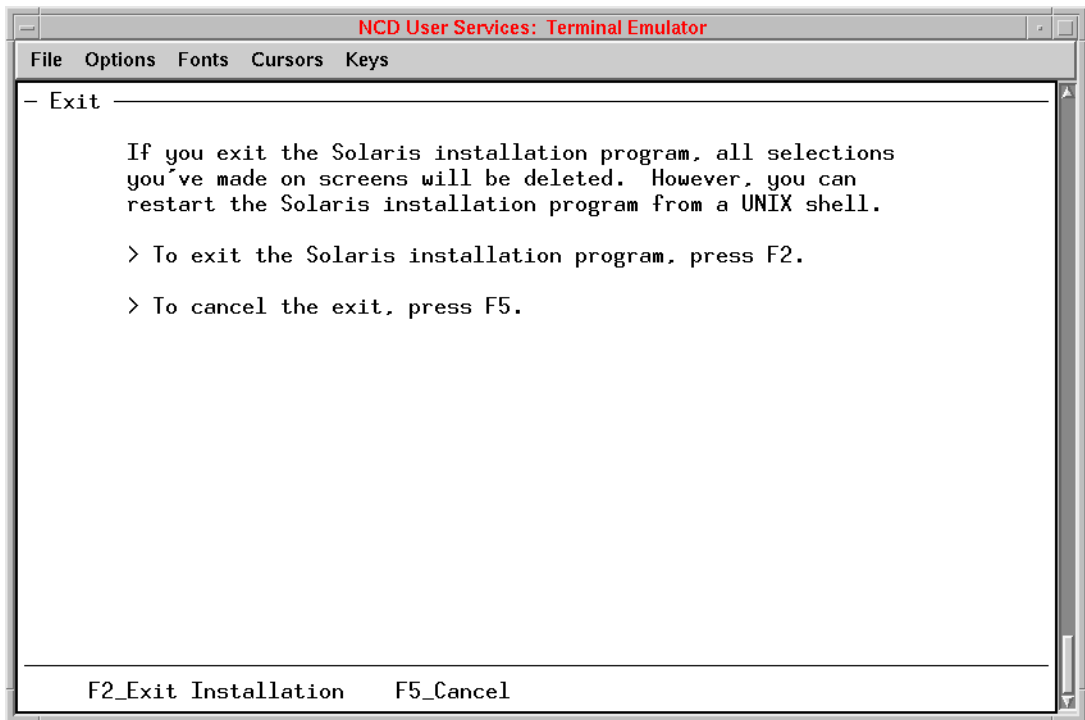 NCD User Services: Terminal Emulator
File Options Fonts Cursors Keys
– Exit
If you exit the Solaris installation program, all selections
you´ve made on screens will be deleted. However, you can
restart the Solaris installation program from a UNIX shell.
> To exit the Solaris installation program, press F2.
> To cancel the exit, press F5.
F2_Exit Installation F5_Cancel